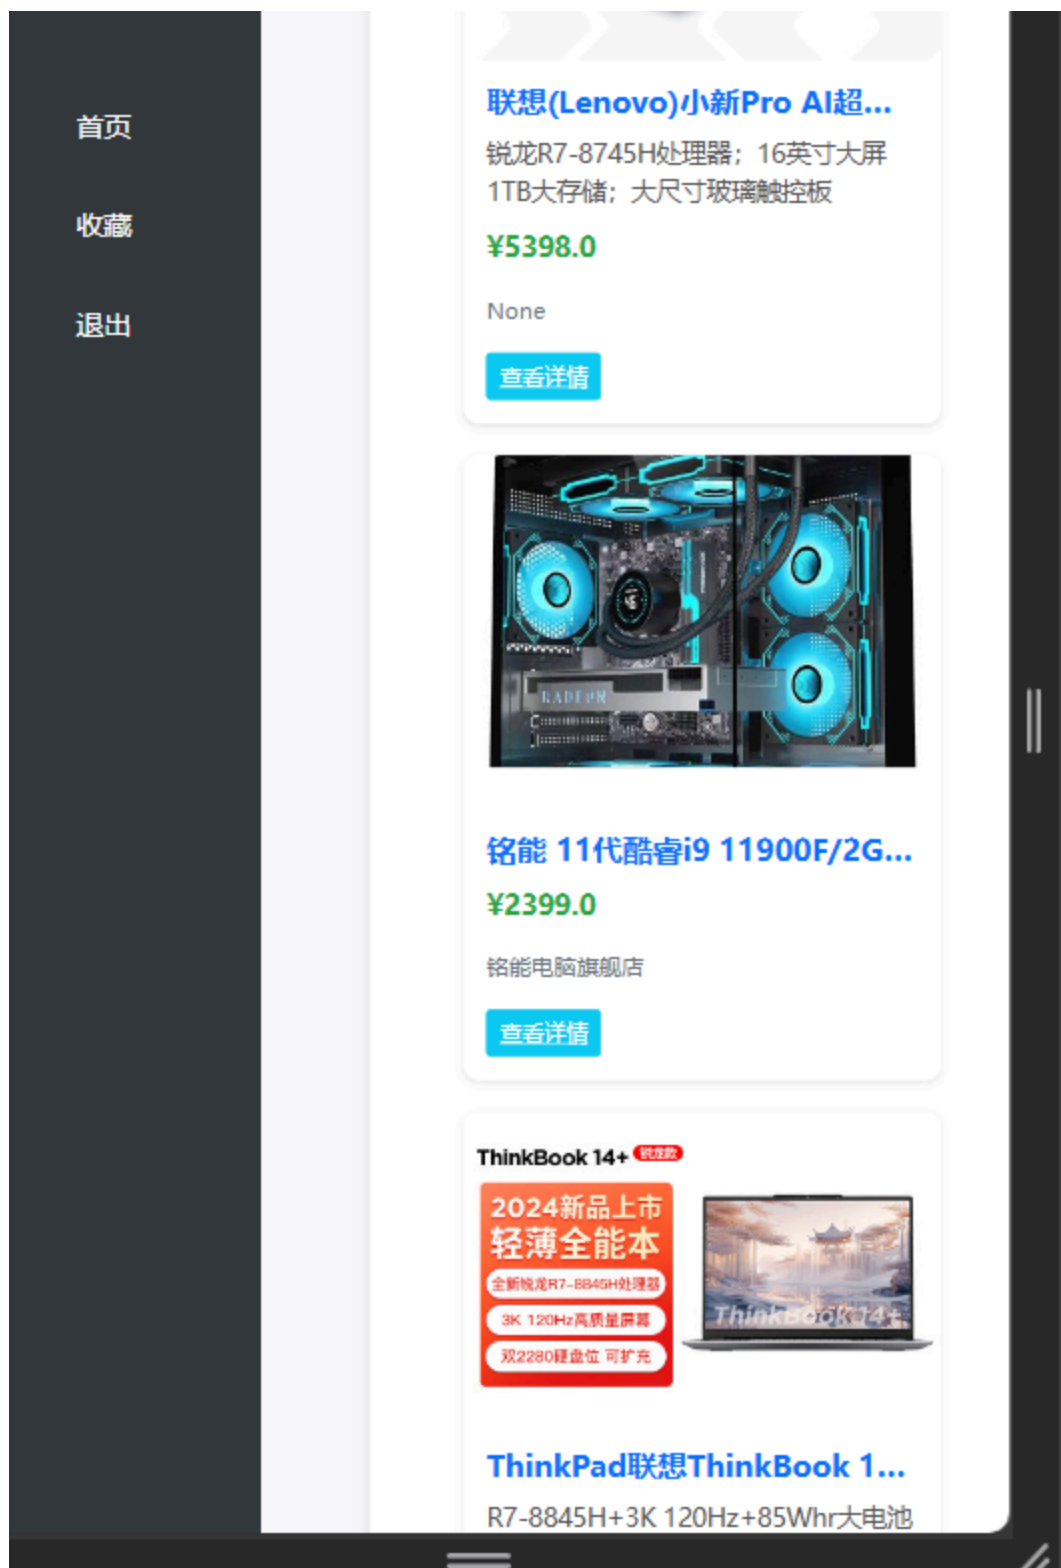 首页
收藏
退出
联想(Lenovo)小新Pro AI超...
锐龙R7-8745H处理器；16英寸大屏
1TB大存储；大尺寸玻璃触控板
¥5398.0
None
查看详情
RADEON
铭能 11代酷睿i9 11900F/2G...
¥2399.0
铭能电脑旗舰店
查看详情
ThinkBook 14+ 锐龙款
2024新品上市
轻薄全能本
全新锐龙R7-8845H处理器
3K 120Hz高质量屏幕
双2280硬盘位 可扩充
ThinkBook 14+
ThinkPad联想ThinkBook 1...
R7-8845H+3K 120Hz+85Whr大电池